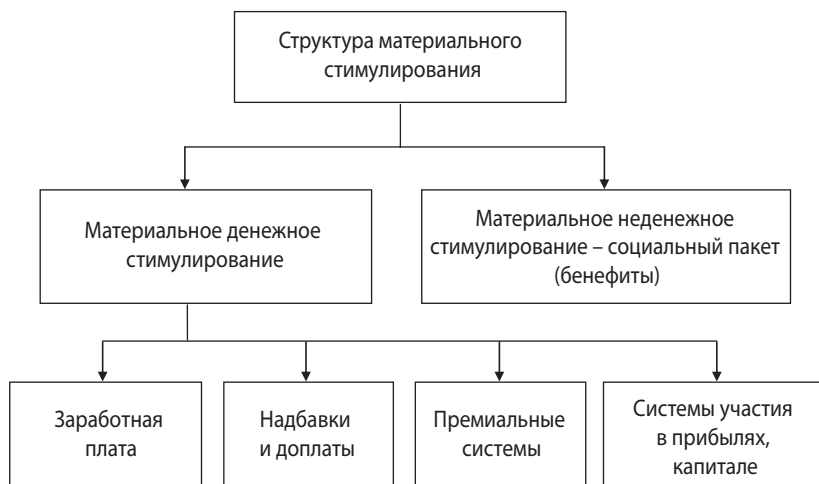 Структура материального
стимулирования
Материальное денежное
стимулирование
Материальное неденежное
стимулирование – социальный пакет
(бенефиты)
Заработная
плата
Надбавки
и доплаты
Премиальные
системы
Системы участия
в прибылях,
капитале